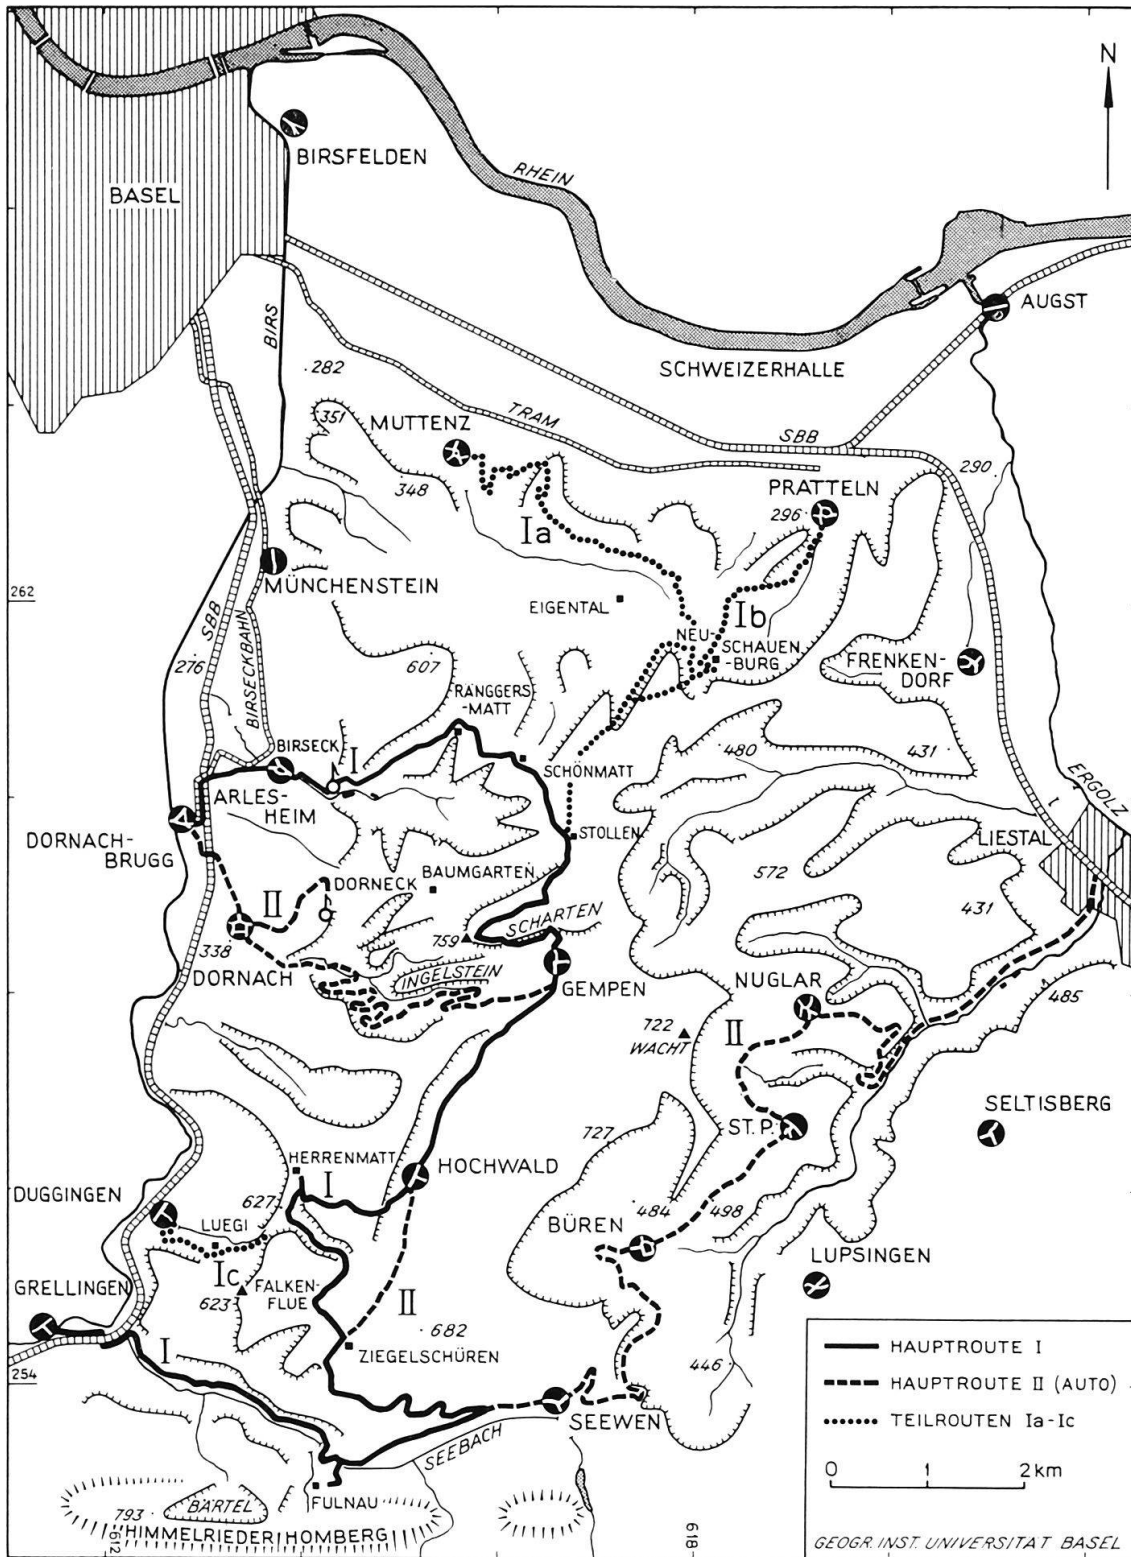 N
BIRSFELDEN
BASEL
RHEIN
AUGST
BIRS
SCHWEIZERHALLE
.282
351
MUTTENZ
TRAM
SBB
290.
348
PRATTELN
296.
Ia
MÜNCHENSTEIN
262
EIGENTAL
Ib
SBB
NEU-
SCHAUEN
-BURG
276
BIRSECKBAHN
607
FRENKEN-
DORF
RÄNGGERS
-MATT
BIRSECK
I
480
431
SCHÖNMATT
ERGOLZ
ARLES-
HEIM
DORNACH-
BRUGG
STOLLEN
LIESTAL
BAUMGARTEN
572
II
DORNECK
431
SCHARTEN
759
338
DORNACH
INGELSTEIN
GEMPEN
NUGLAR
485
722
WACHT
II
SELTISBERG
ST. P.
727
HERRENMATT
HOCHWALD
I
DUGGINGEN
627
484
498
LUEGI
BÜREN
LUPSINGEN
Ic
GRELLINGEN
623
FALKEN-
FLUE
II
.682
I
ZIEGELSCHÜREN
446
254
SEEWEN
SEEBACH
FULNAU
793.
BÄRTEL
HIMMELRIED
HOMBERG
612
618
HAUPTROUTE I
HAUPTROUTE II (AUTO)
TEILROUTEN Ia-Ic
0 1 2 km
GEOGR. INST. UNIVERSITÄT BASEL